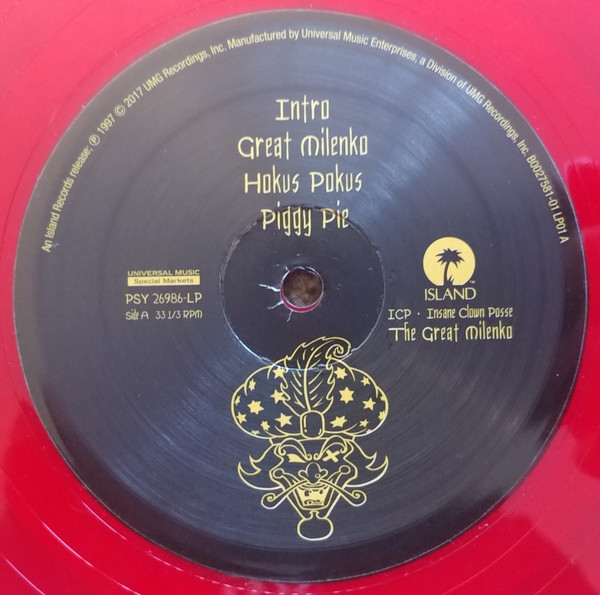 An Island Records release; ℗ 1997 © 2017 UMG Recordings, Inc. Manufactured by Universal Music Enterprises, a Division of UMG Recordings, Inc. B0027581-01 LP01 A
Intro
Great Milenko
Hokus Pokus
Piggy Pie
UNIVERSAL MUSIC
Special Markets
PSY 26986-LP
Side A 33 1/3 RPM
ISLAND
TM
ICP · Insane Clown Posse
The Great Milenko